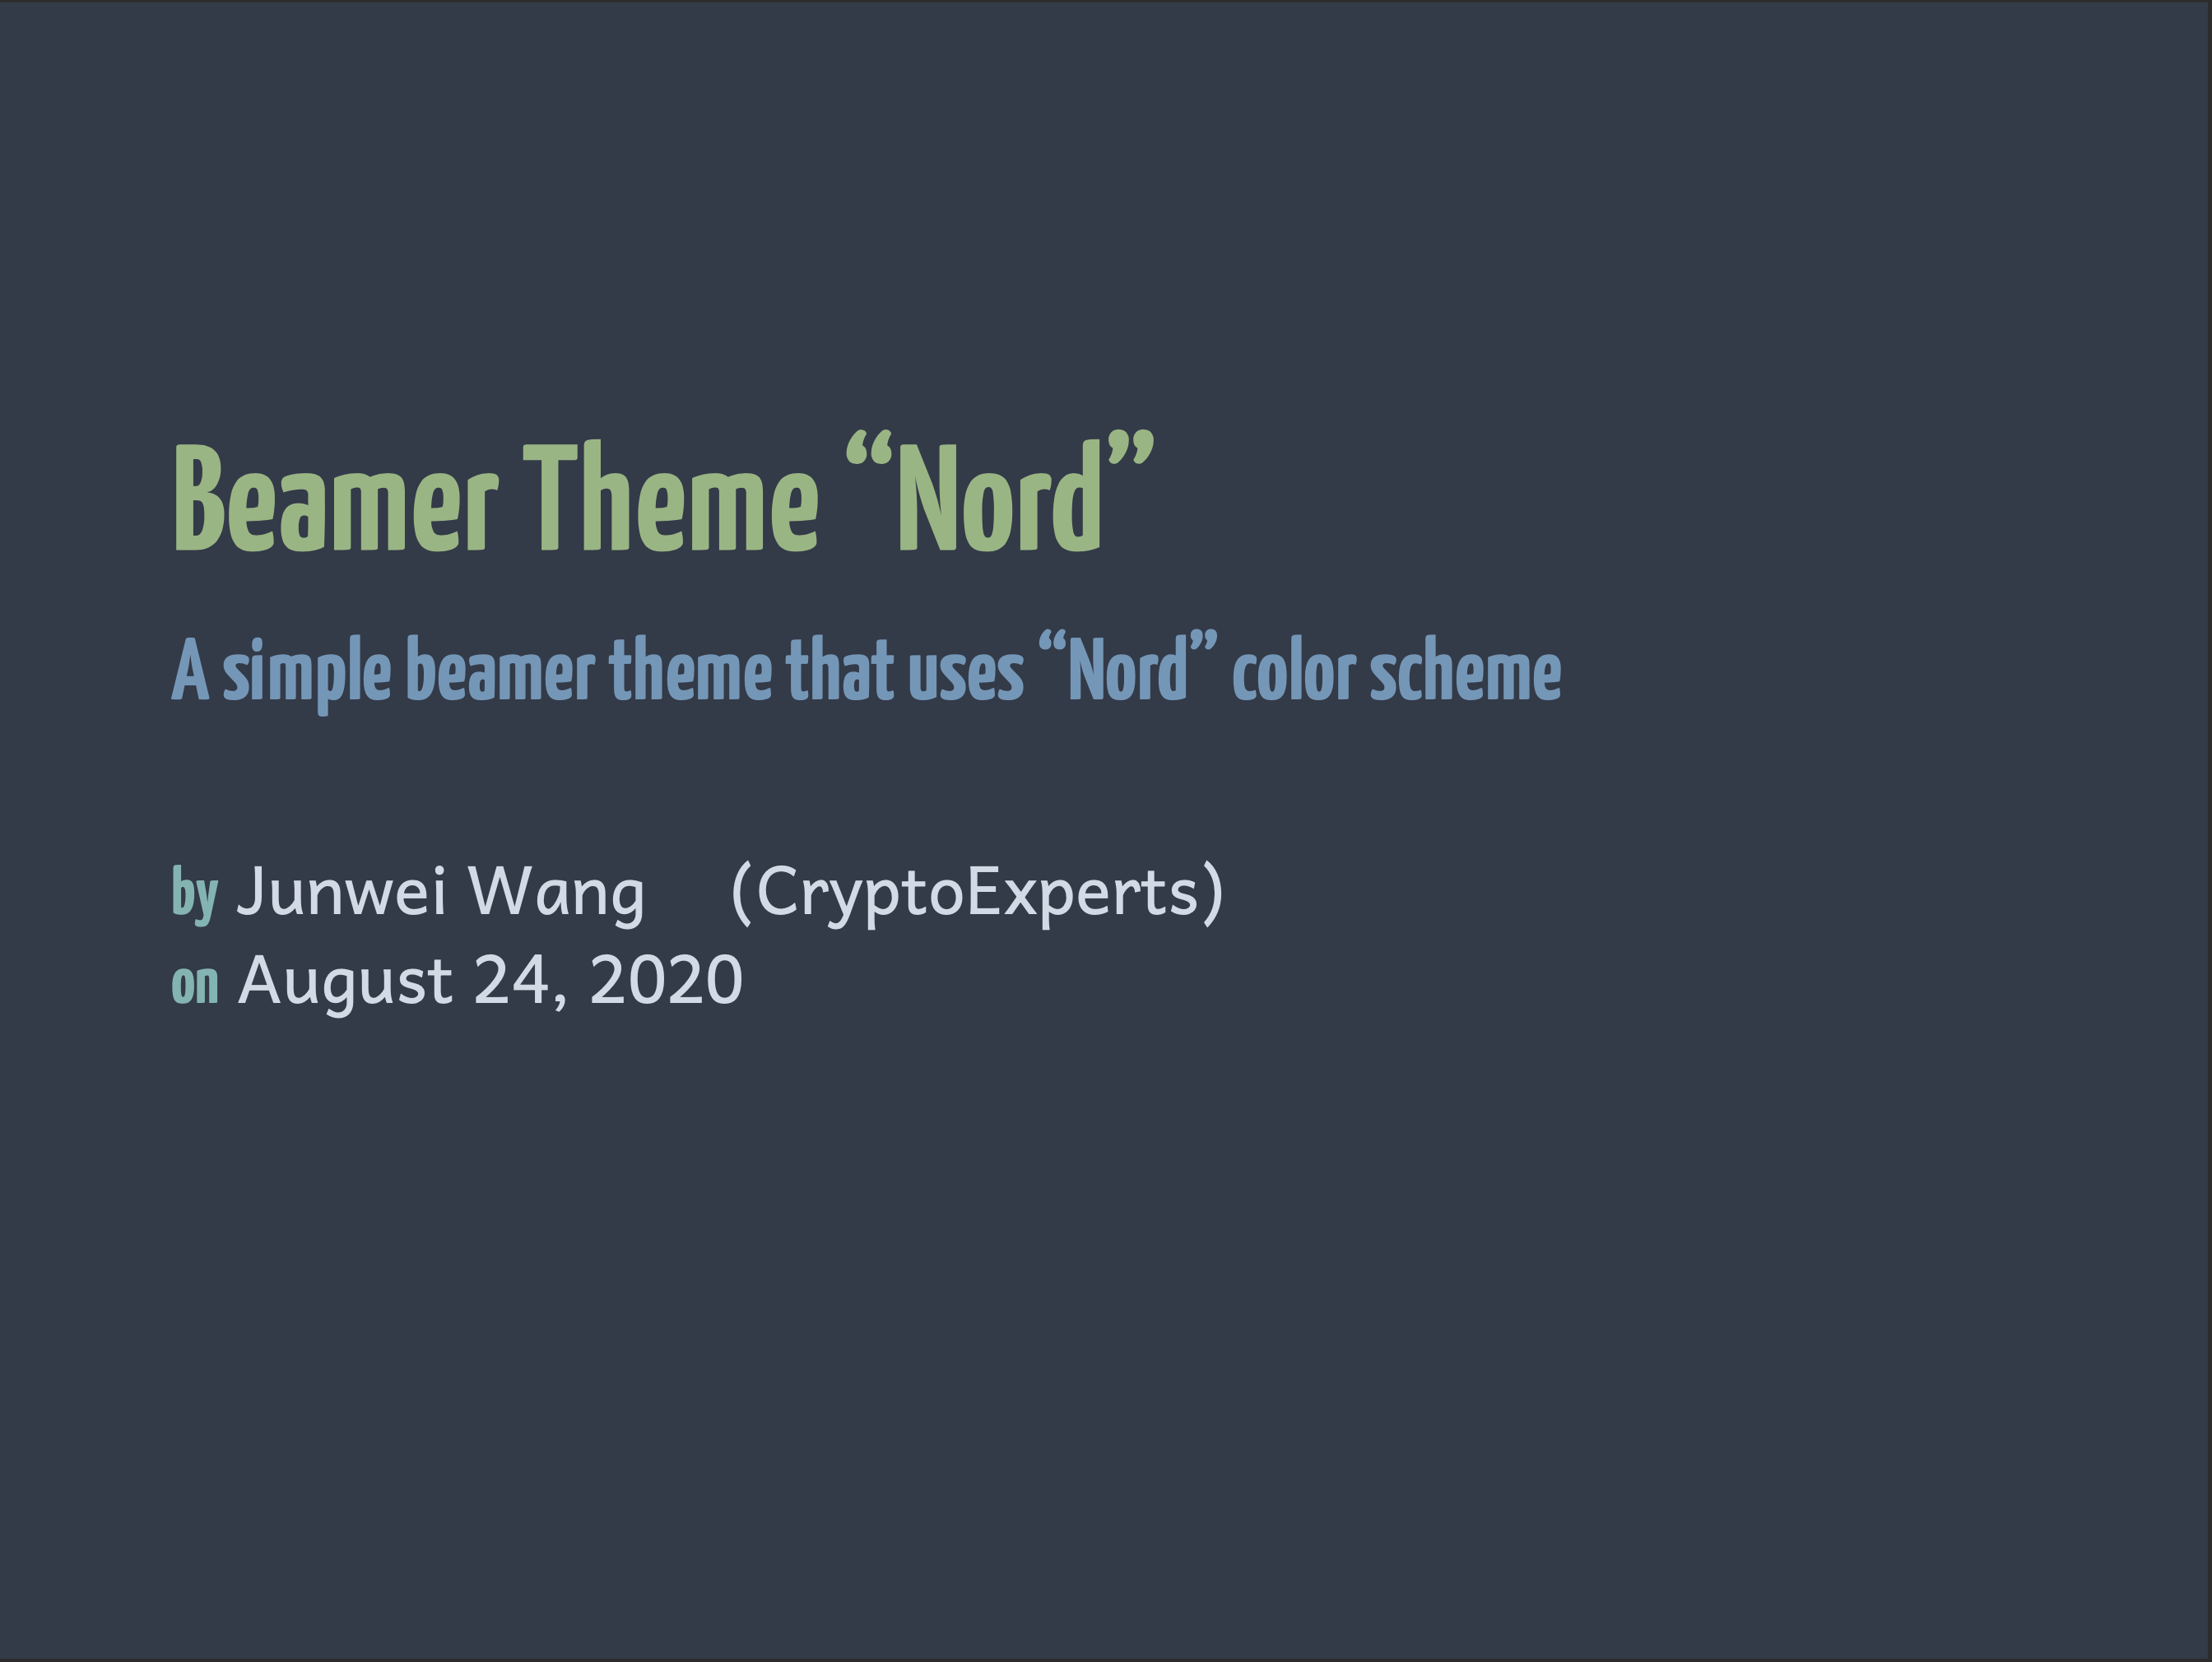 Beamer Theme “Nord”
A simple beamer theme that uses “Nord” color scheme
by Junwei Wang (CryptoExperts)
on August 24, 2020